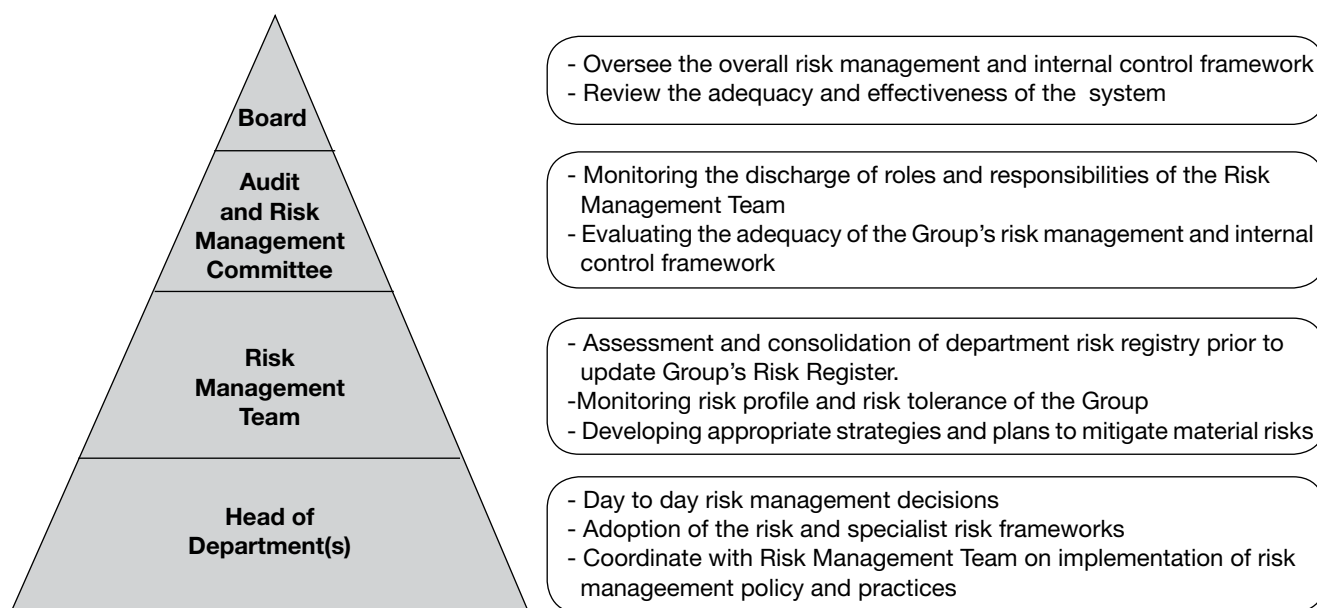 Board
- Oversee the overall risk management and internal control framework
- Review the adequacy and effectiveness of the system
Audit
and Risk
Management
Committee
- Monitoring the discharge of roles and responsibilities of the Risk
Management Team
- Evaluating the adequacy of the Group's risk management and internal
control framework
Risk
Management
Team
- Assessment and consolidation of department risk registry prior to
update Group's Risk Register.
-Monitoring risk profile and risk tolerance of the Group
- Developing appropriate strategies and plans to mitigate material risks
Head of
Department(s)
- Day to day risk management decisions
- Adoption of the risk and specialist risk frameworks
- Coordinate with Risk Management Team on implementation of risk
manageement policy and practices